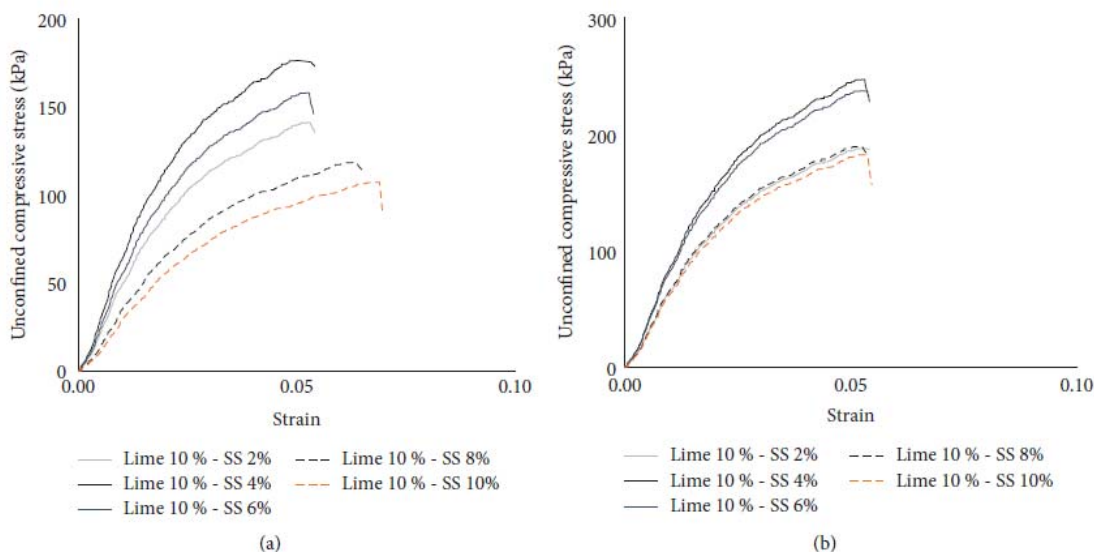 200
150
100
50
0
Unconfined compressive stress (kPa)
0.00 0.05 0.10
Strain
Lime 10 % - SS 2%
Lime 10 % - SS 4%
Lime 10 % - SS 6%
Lime 10 % - SS 8%
Lime 10 % - SS 10%
(a)
300
200
100
0
Unconfined compressive stress (kPa)
0.00 0.05 0.10
Strain
Lime 10 % - SS 2%
Lime 10 % - SS 4%
Lime 10 % - SS 6%
Lime 10 % - SS 8%
Lime 10 % - SS 10%
(b)